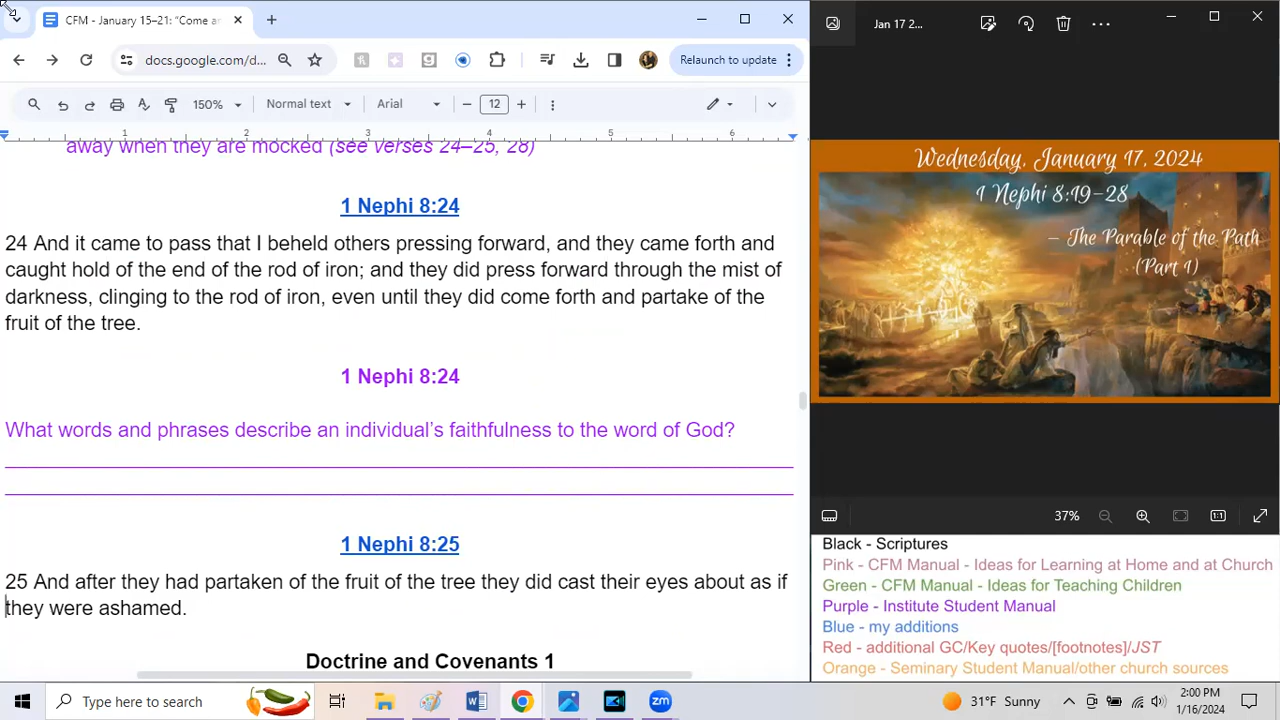 CFM - January 15–21: “Come an
docs.google.com/d...
Relaunch to update
150%
Normal text
Arial
12
1 2 3 4 5 6
away when they are mocked (see verses 24–25, 28)
1 Nephi 8:24
24 And it came to pass that I beheld others pressing forward, and they came forth and
caught hold of the end of the rod of iron; and they did press forward through the mist of
darkness, clinging to the rod of iron, even until they did come forth and partake of the
fruit of the tree.
1 Nephi 8:24
What words and phrases describe an individual’s faithfulness to the word of God?
1 Nephi 8:25
25 And after they had partaken of the fruit of the tree they did cast their eyes about as if
they were ashamed.
Doctrine and Covenants 1
Jan 17 2...
Wednesday, January 17, 2024
1 Nephi 8:19–28
– The Parable of the Path
(Part 1)
37%
1:1
Black - Scriptures
Pink - CFM Manual - Ideas for Learning at Home and at Church
Green - CFM Manual - Ideas for Teaching Children
Purple - Institute Student Manual
Blue - my additions
Red - additional GC/Key quotes/[footnotes]/JST
Orange - Seminary Student Manual/other church sources
Type here to search
zm
31°F Sunny
2:00 PM
1/16/2024